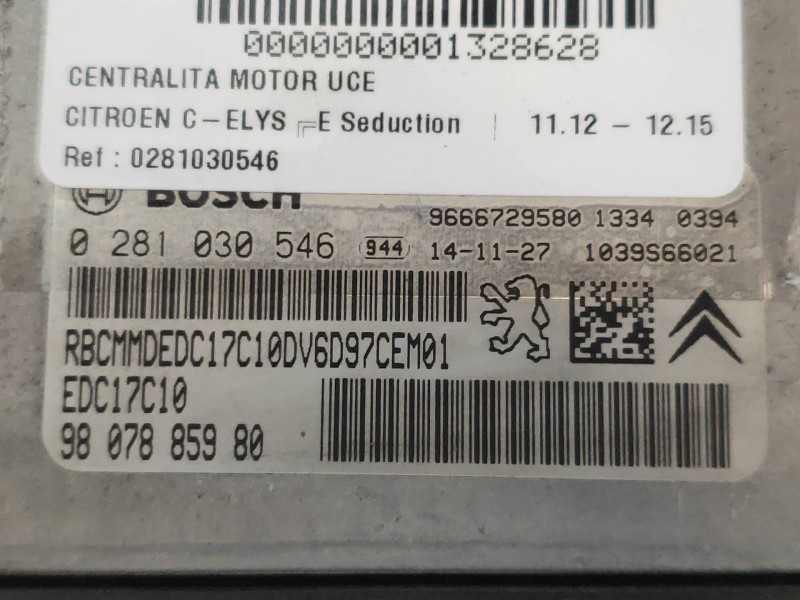 0000000001328628
CENTRALITA MOTOR UCE
CITROEN C-ELYS ╔E Seduction | 11.12 - 12.15
Ref : 0281030546
BOSCH
9666729580 1334 0394
0 281 030 546 944 14-11-27 1039S66021
RBCMMDEDC17C10DV6D97CEM01
EDC17C10
98 078 859 80